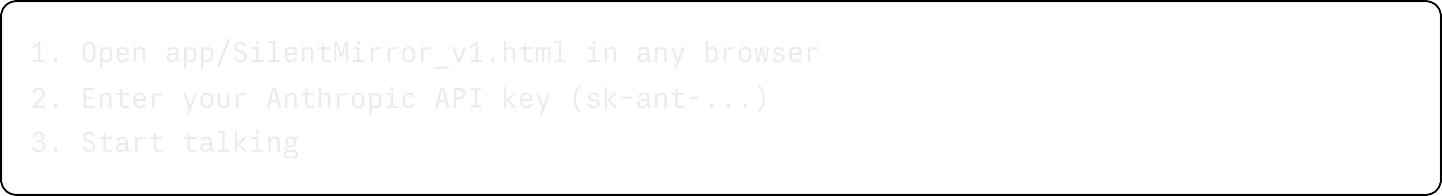 1. Open app/SilentMirror_v1.html in any browser
2. Enter your Anthropic API key (sk-ant-...)
3. Start talking